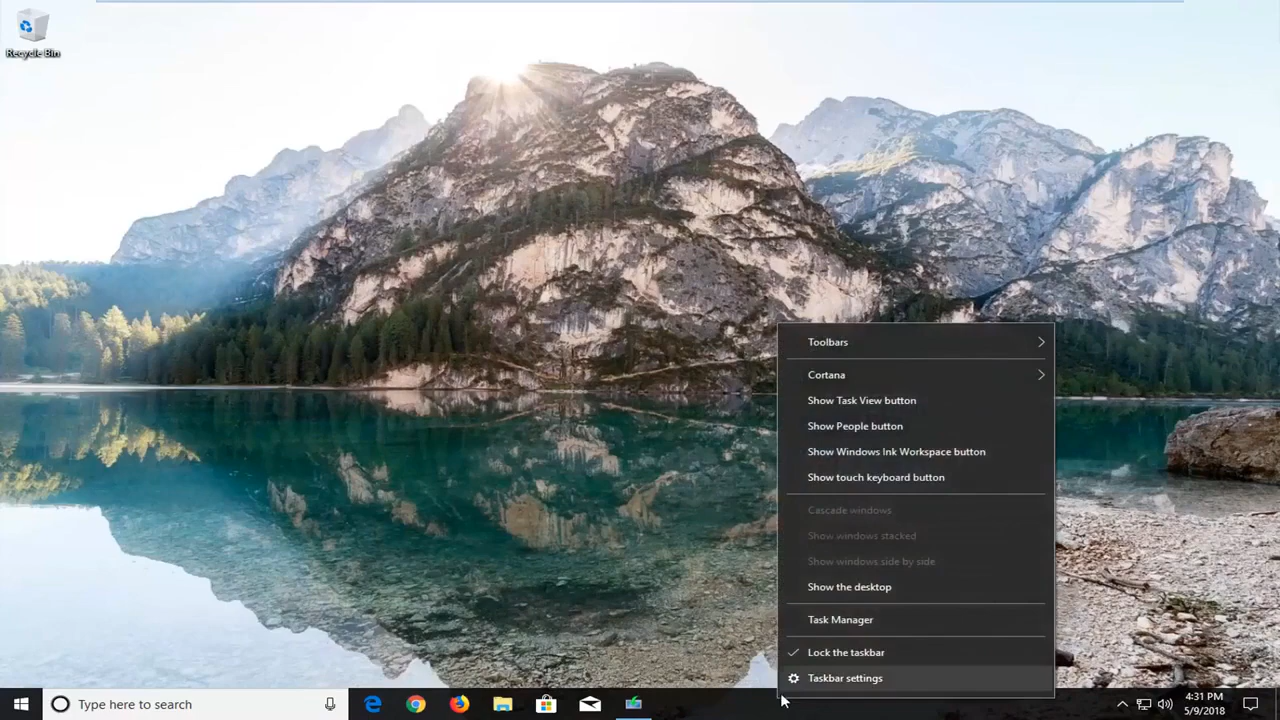 Recycle Bin
Toolbars
Cortana
Show Task View button
Show People button
Show Windows Ink Workspace button
Show touch keyboard button
Cascade windows
Show windows stacked
Show windows side by side
Show the desktop
Task Manager
Lock the taskbar
Taskbar settings
Type here to search
4:31 PM
5/9/2018